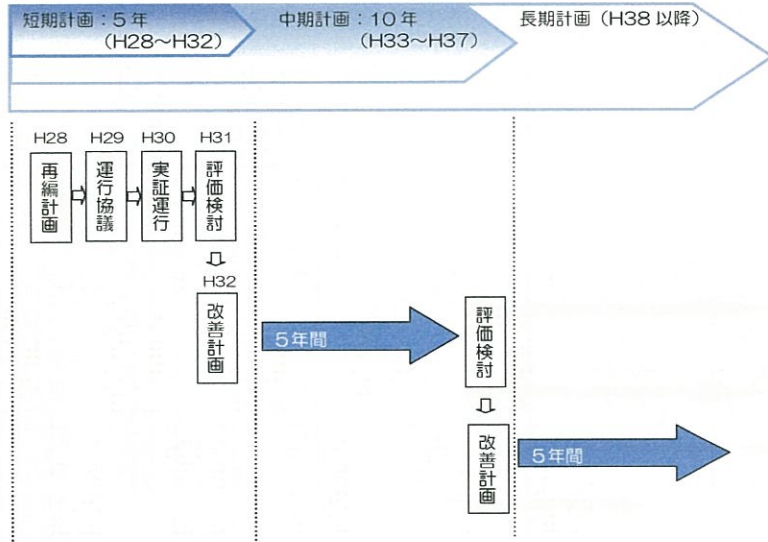 短期計画：5年
（H28～H32）
中期計画：10年
（H33～H37）
長期計画（H38以降）
H28
H29
H30
H31
再編計画
運行協議
実証運行
評価検討
H32
改善計画
5年間
評価検討
改善計画
5年間